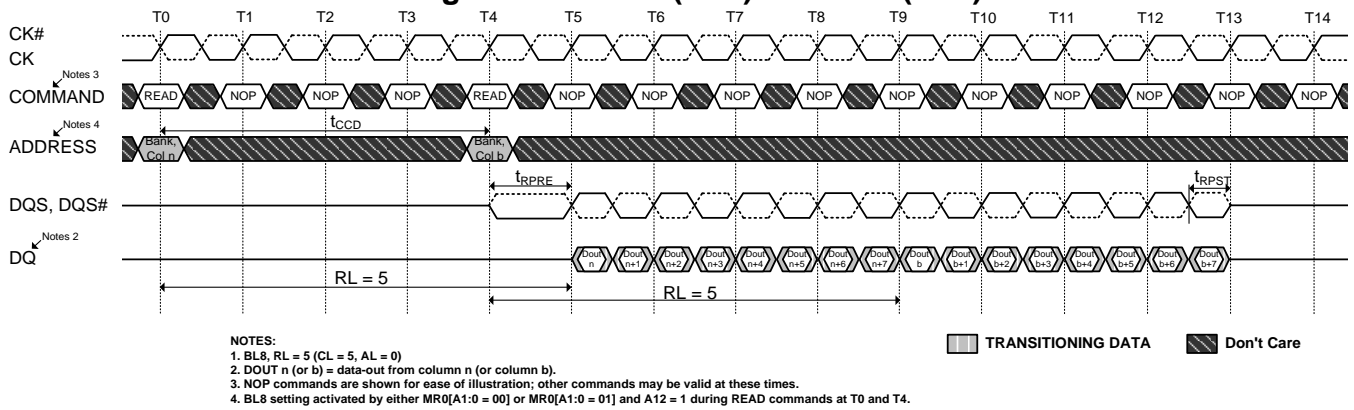 T0 T1 T2 T3 T4 T5 T6 T7 T8 T9 T10 T11 T12 T13 T14
CK#
CK
Notes 3
COMMAND READ NOP NOP NOP READ NOP NOP NOP NOP NOP NOP NOP NOP NOP NOP
Notes 4
tCCD
ADDRESS Bank, Col n Bank, Col b
tRPRE tRPST
DQS, DQS#
Notes 2
DQ Dout n Dout n+1 Dout n+2 Dout n+3 Dout n+4 Dout n+5 Dout n+6 Dout n+7 Dout b Dout b+1 Dout b+2 Dout b+3 Dout b+4 Dout b+5 Dout b+6 Dout b+7
RL = 5 RL = 5
NOTES:
1. BL8, RL = 5 (CL = 5, AL = 0)
2. DOUT n (or b) = data-out from column n (or column b).
3. NOP commands are shown for ease of illustration; other commands may be valid at these times.
4. BL8 setting activated by either MR0[A1:0 = 00] or MR0[A1:0 = 01] and A12 = 1 during READ commands at T0 and T4.
TRANSITIONING DATA Don't Care